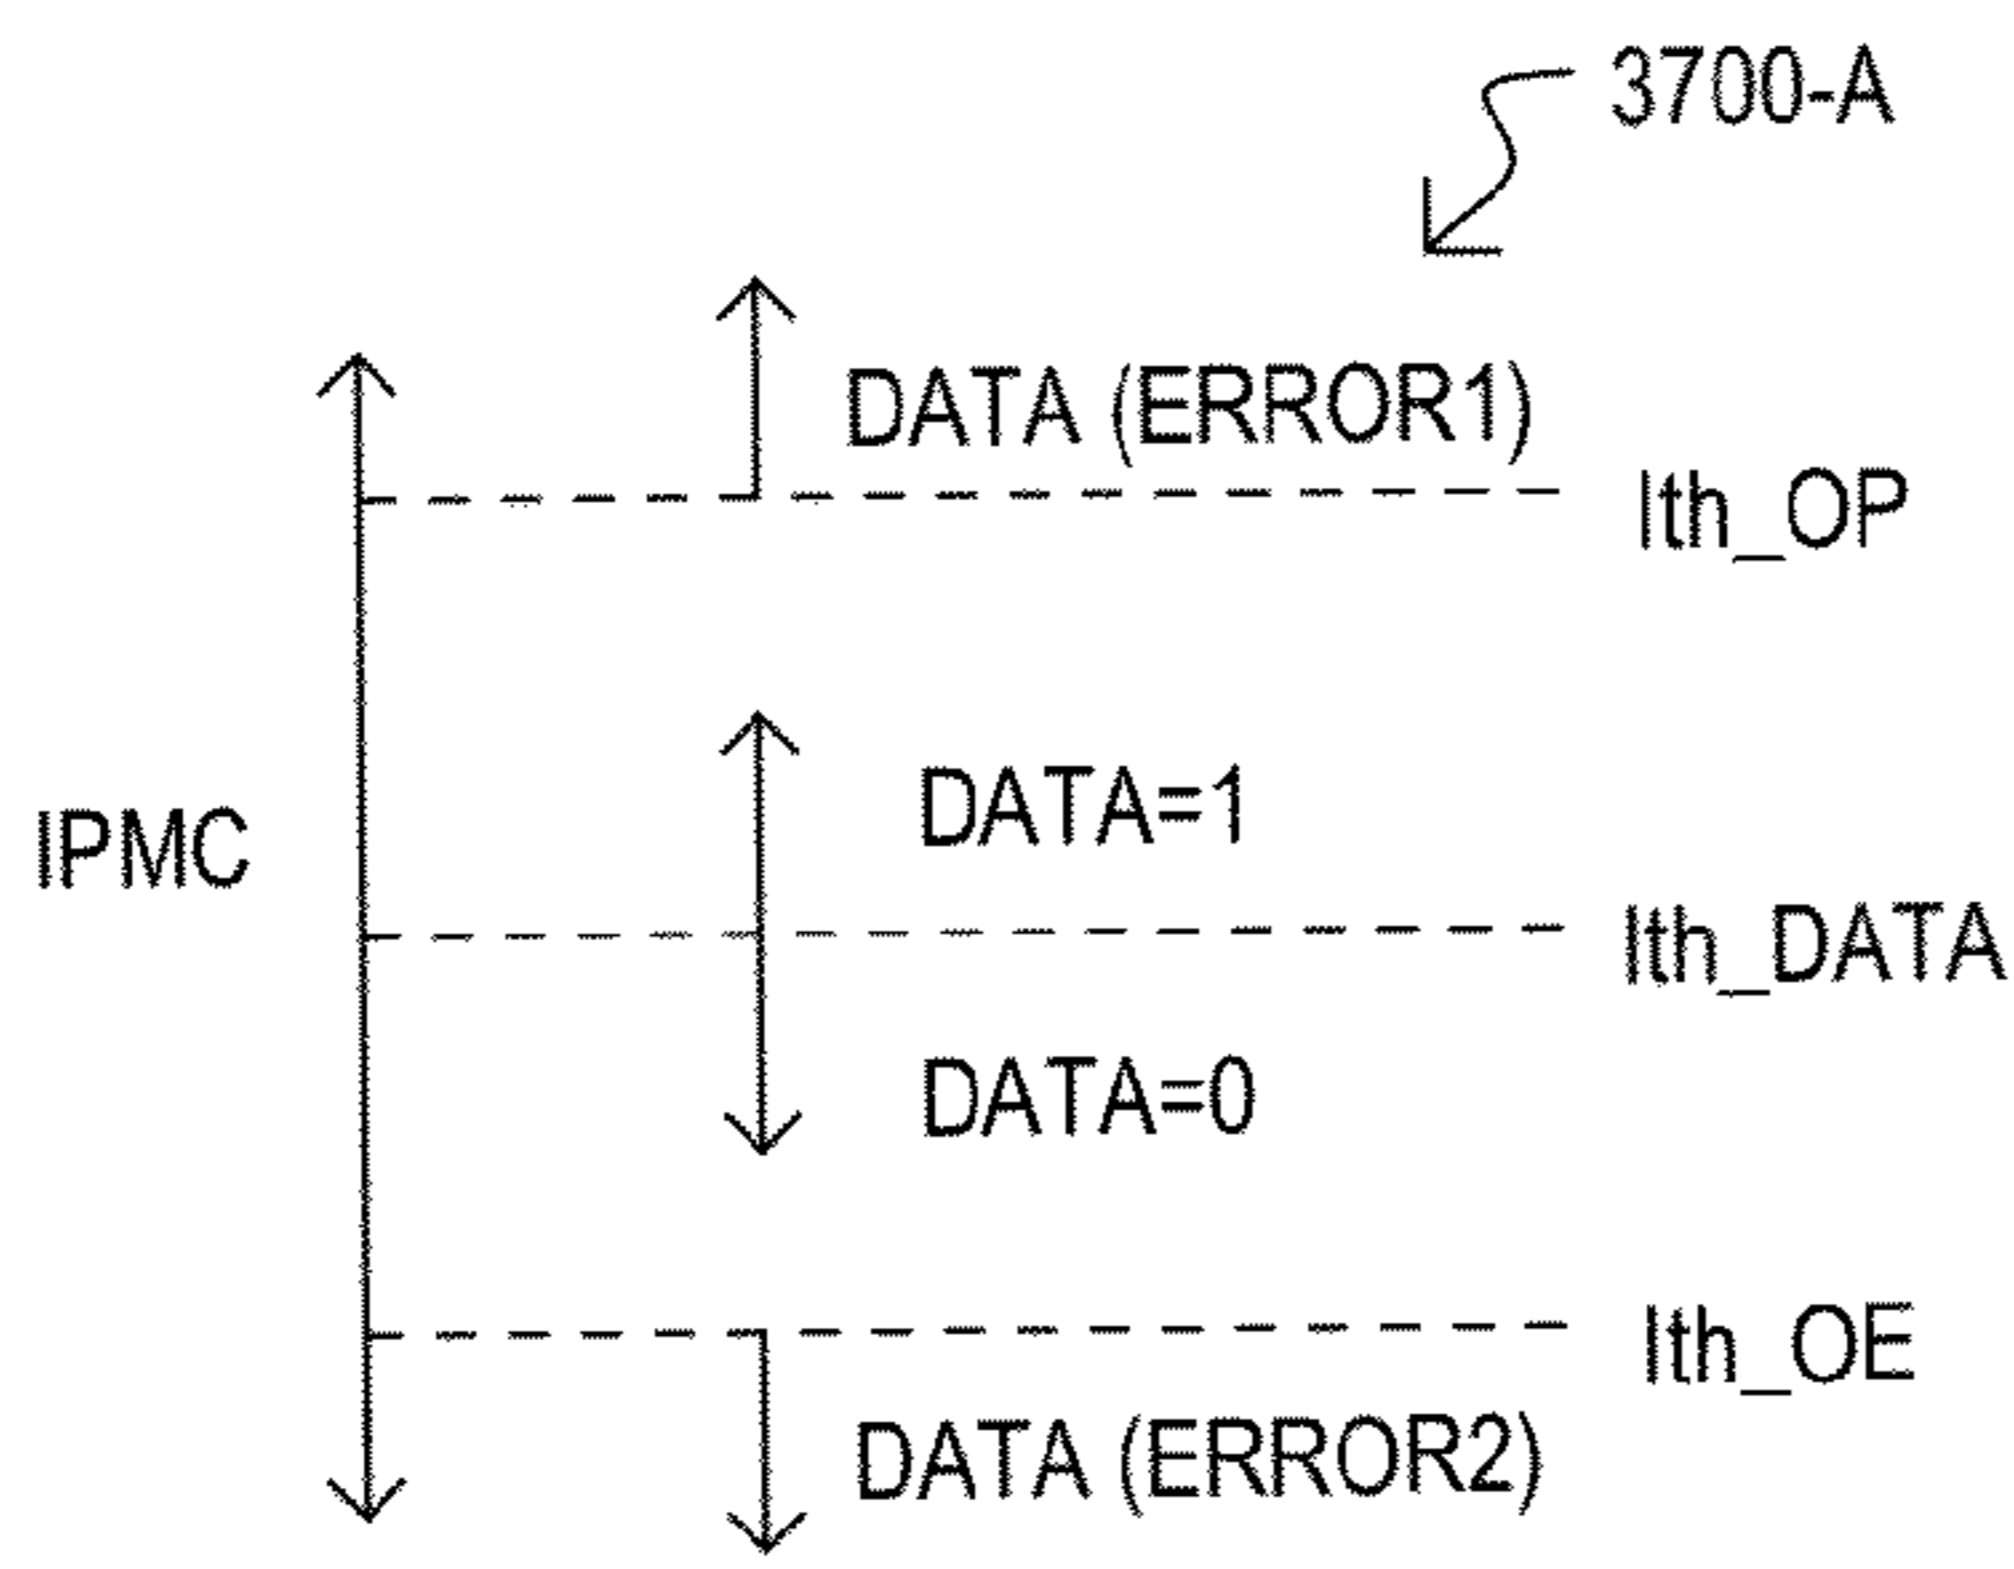 3700-A
DATA (ERROR1)
Ith_OP
DATA=1
IPMC
Ith_DATA
DATA=0
Ith_OE
DATA (ERROR2)